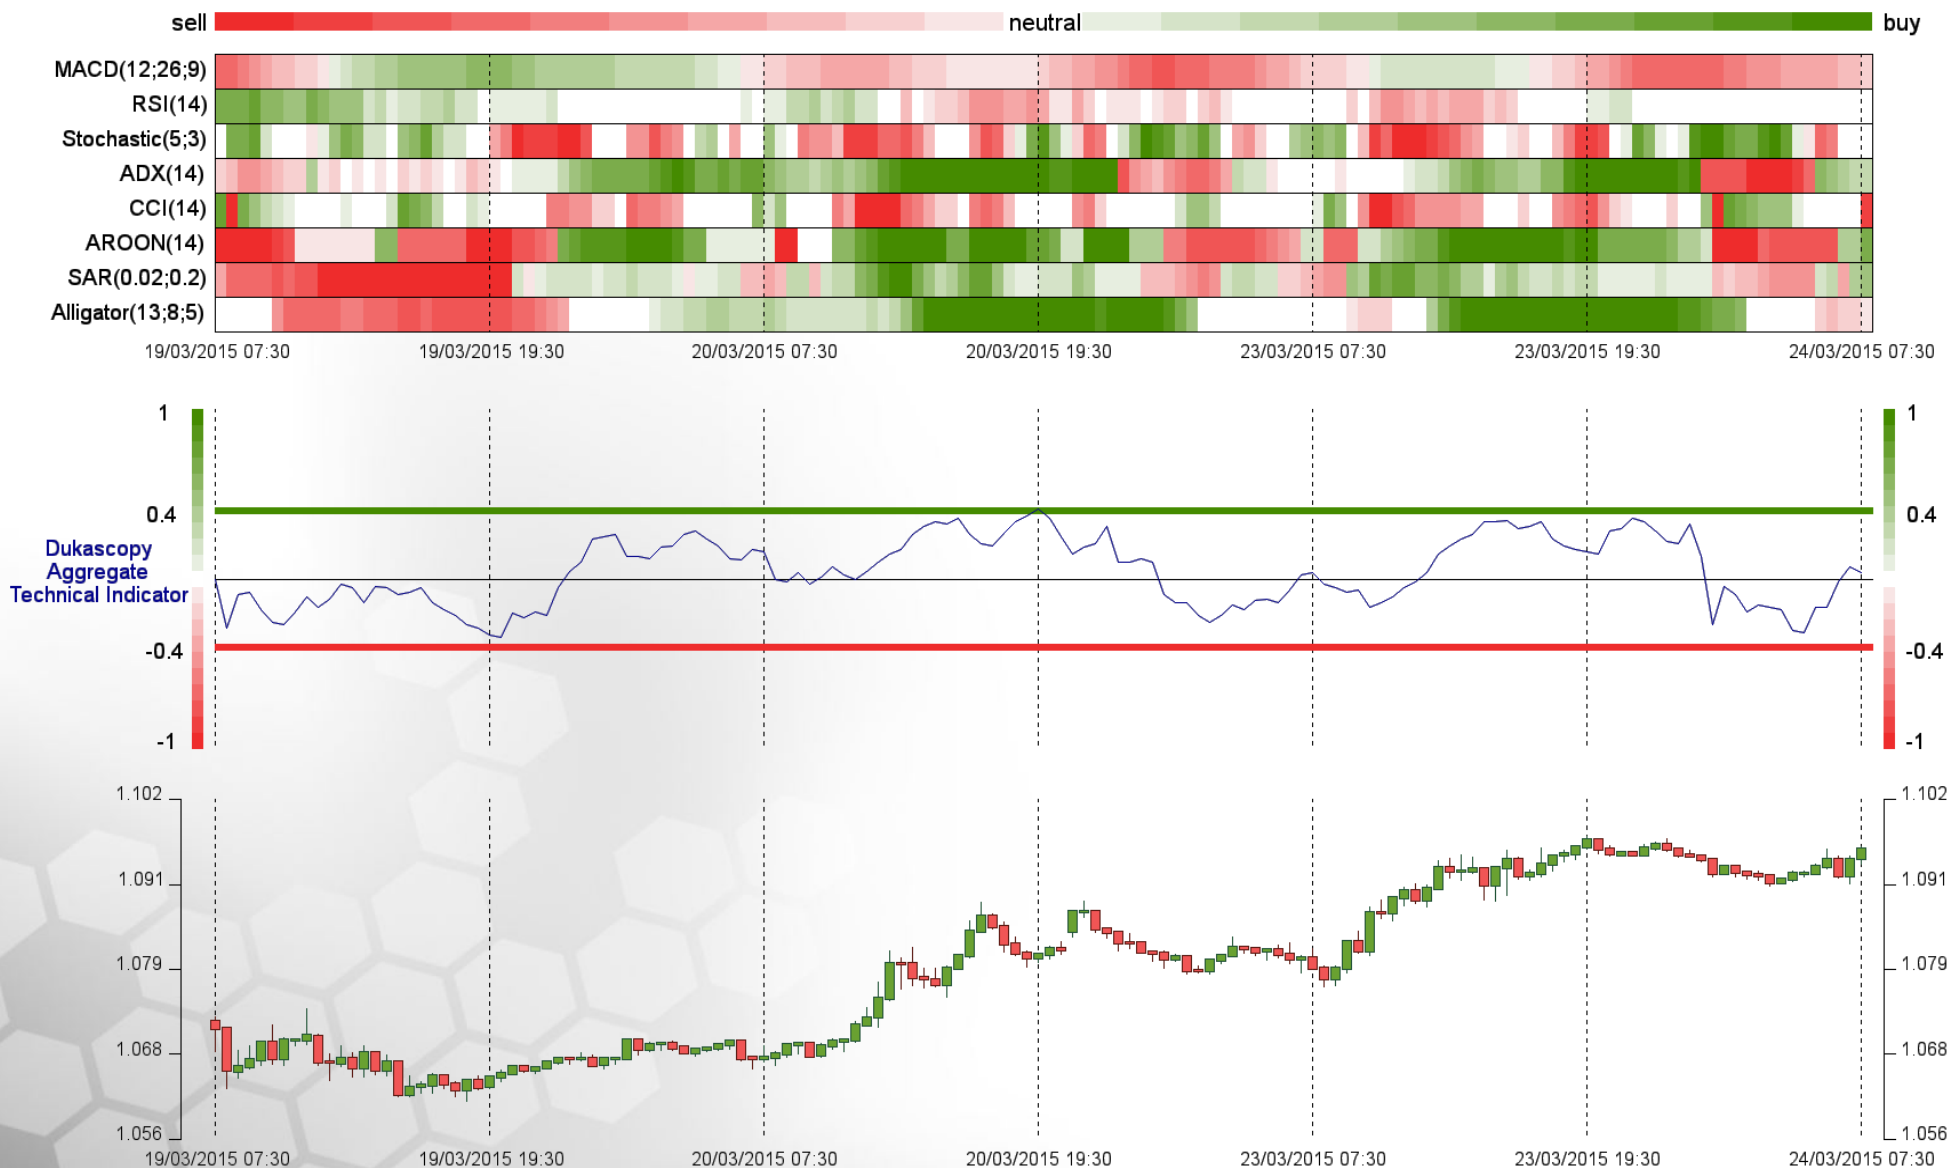 sell neutral buy
MACD(12;26;9)
RSI(14)
Stochastic(5;3)
ADX(14)
CCI(14)
AROON(14)
SAR(0.02;0.2)
Alligator(13;8;5)
19/03/2015 07:30 19/03/2015 19:30 20/03/2015 07:30 20/03/2015 19:30 23/03/2015 07:30 23/03/2015 19:30 24/03/2015 07:30
1 1
0.4 0.4
Dukascopy
Aggregate
Technical Indicator
-0.4 -0.4
-1 -1
1.102 1.102
1.091 1.091
1.079 1.079
1.068 1.068
1.056 1.056
19/03/2015 07:30 19/03/2015 19:30 20/03/2015 07:30 20/03/2015 19:30 23/03/2015 07:30 23/03/2015 19:30 24/03/2015 07:30